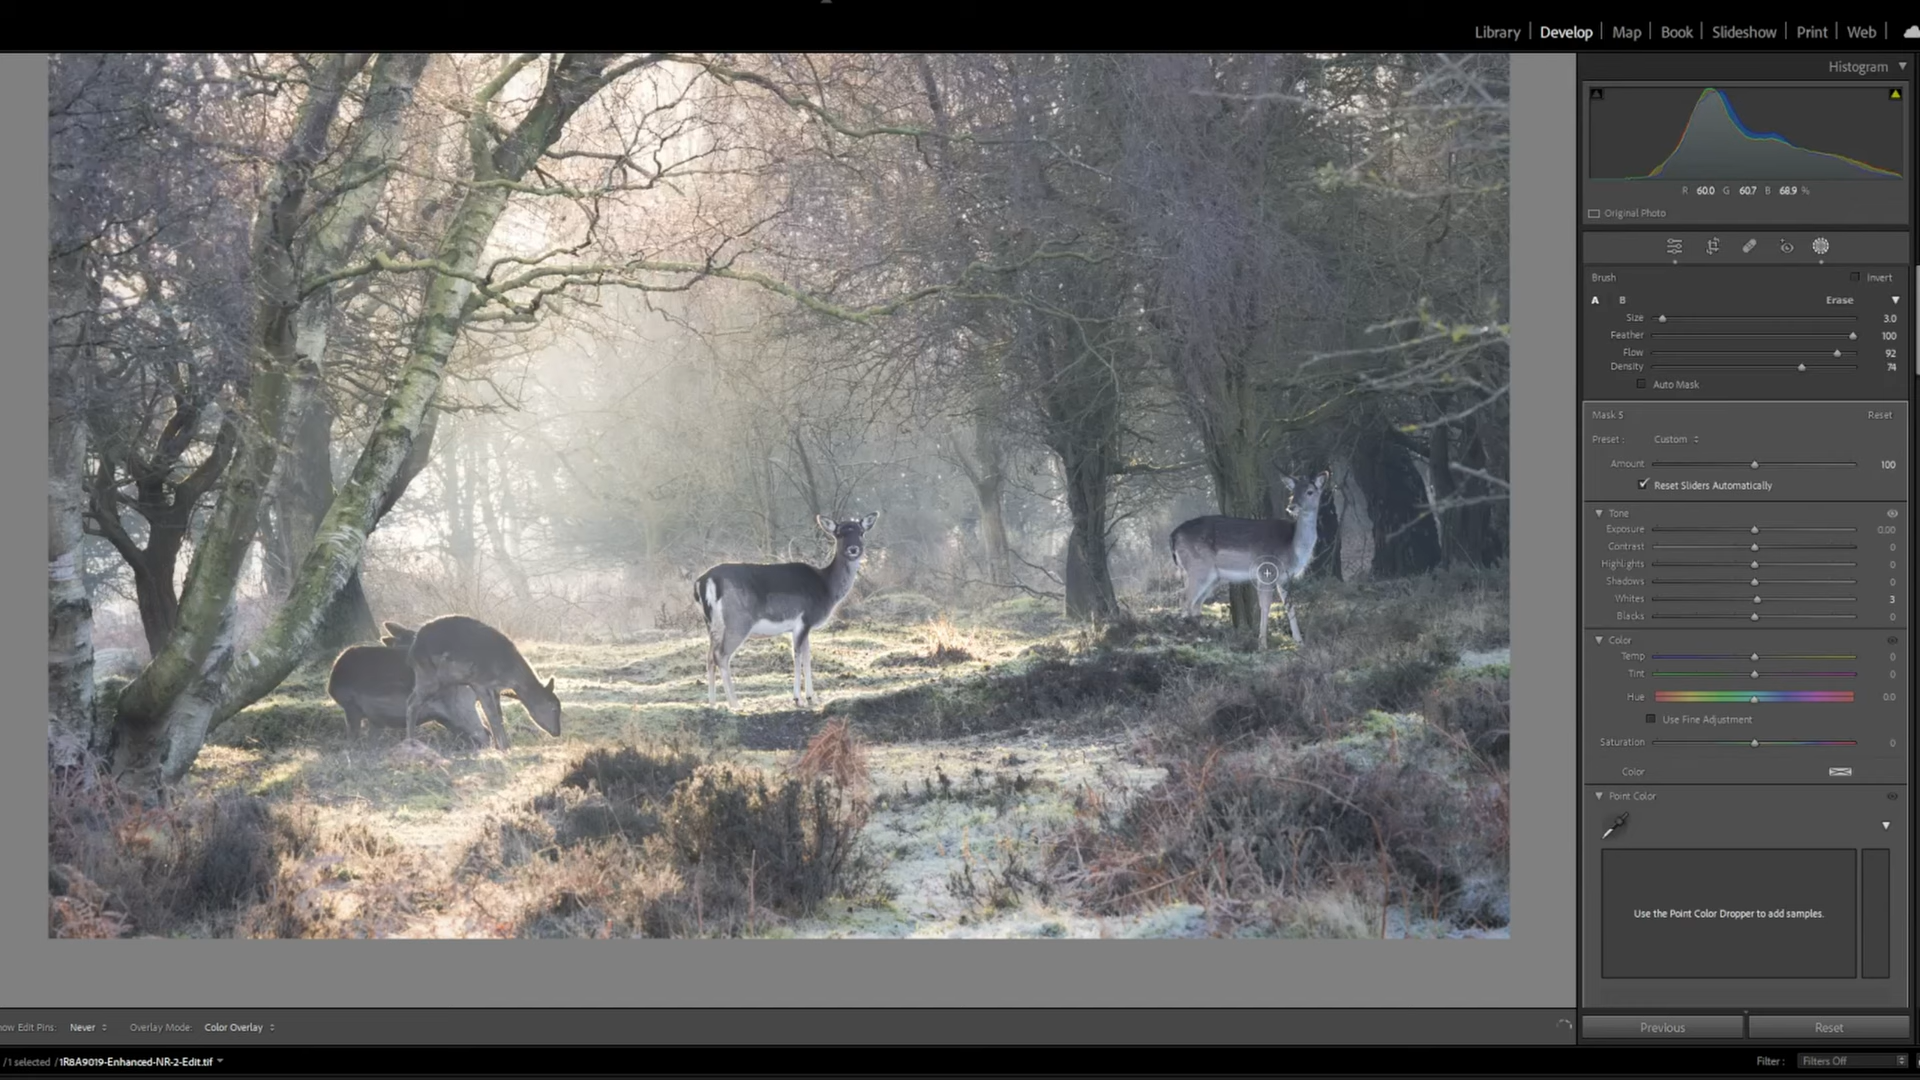 Library | Develop | Map | Book | Slideshow | Print | Web
Histogram
R 60.0 G 60.7 B 68.9 %
Original Photo
Brush Invert
A B Erase
Size 3.0
Feather 100
Flow 92
Density 74
Auto Mask
Mask 5 Reset
Preset : Custom
Amount 100
Reset Sliders Automatically
Tone
Exposure 0.00
Contrast 0
Highlights 0
Shadows 0
Whites 3
Blacks 0
Color
Temp 0
Tint 0
Hue 0.0
Use Fine Adjustment
Saturation 0
Color
Point Color
Use the Point Color Dropper to add samples.
Previous Reset
ow Edit Pins: Never Overlay Mode: Color Overlay
/1 selected /1R8A9019-Enhanced-NR-2-Edit.tif Filter : Filters Off